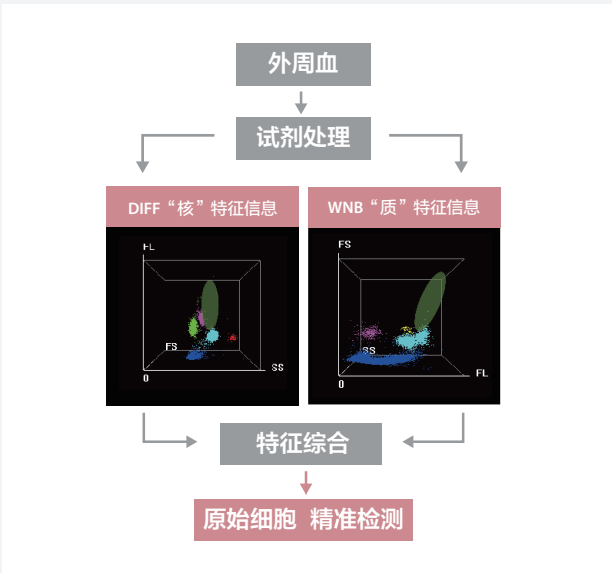 外周血
试剂处理
DIFF“核”特征信息
WNB“质”特征信息
FL
FS
SS
0
FS
SS
FL
0
特征综合
原始细胞 精准检测